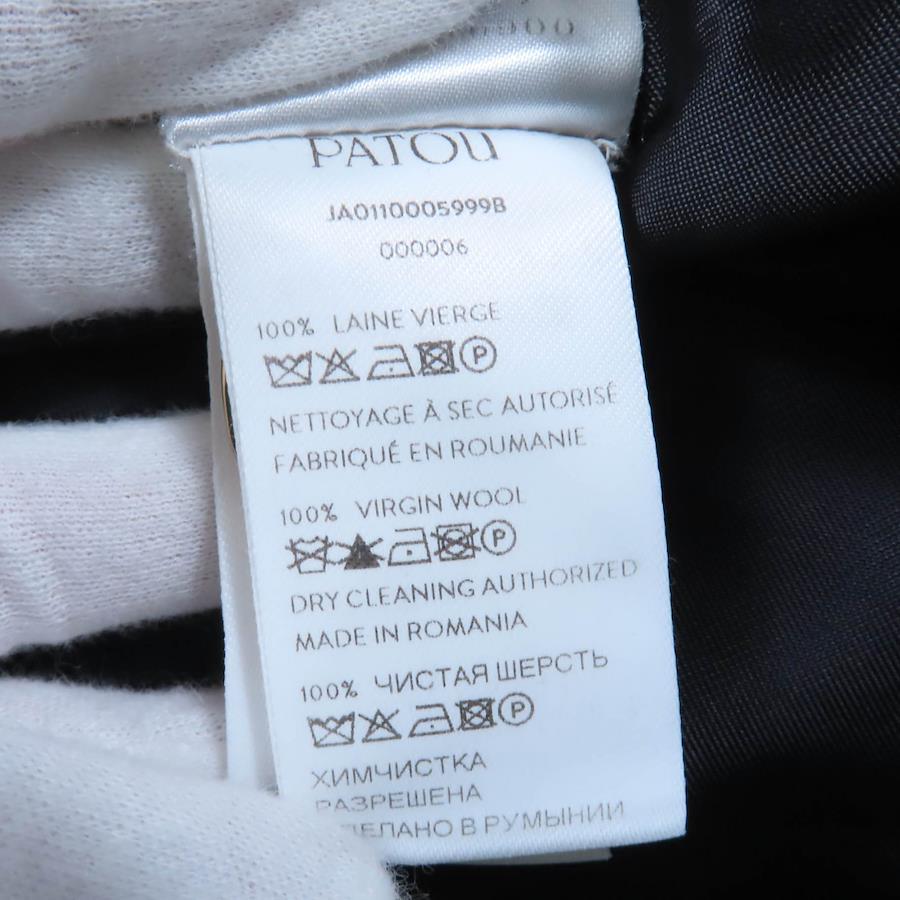 PATOU
JA0110005999B
000006
100% LAINE VIERGE
P
NETTOYAGE À SEC AUTORISÉ
FABRIQUÉ EN ROUMANIE
100% VIRGIN WOOL
P
DRY CLEANING AUTHORIZED
MADE IN ROMANIA
100% ЧИСТАЯ ШЕРСТЬ
P
ХИМЧИСТКА
РАЗРЕШЕНА
СДЕЛАНО В РУМЫНИИ